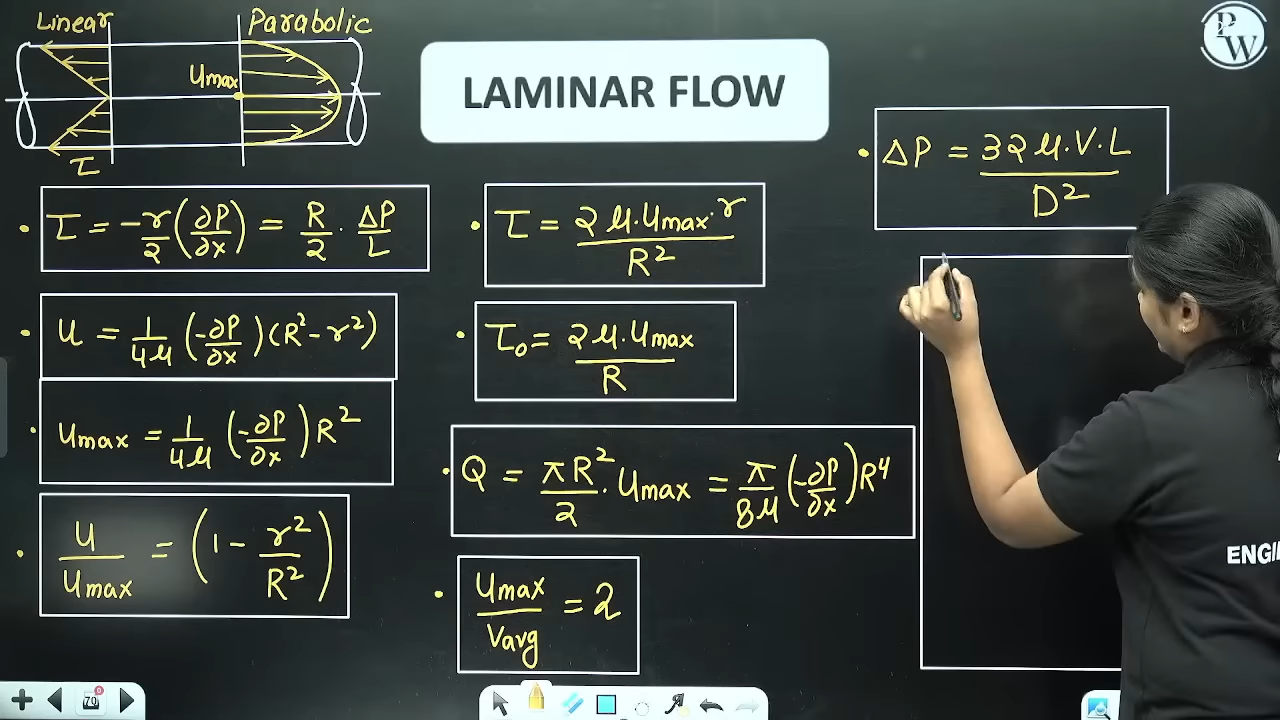 Linear
Parabolic
Umax
τ
LAMINAR FLOW
PW
• τ = -r/2 (∂P/∂x) = R/2 · ΔP/L
• u = 1/4μ (-∂P/∂x) (R² - r²)
• Umax = 1/4μ (-∂P/∂x) R²
• u/Umax = (1 - r²/R²)
• τ = 2μ·Umax·r/R²
• τ₀ = 2μ·Umax/R
• Q = πR²/2 · Umax = π/8μ (-∂P/∂x) R⁴
• Umax/Vavg = 2
• ΔP = 32μ·V·L/D²
ENGI
70